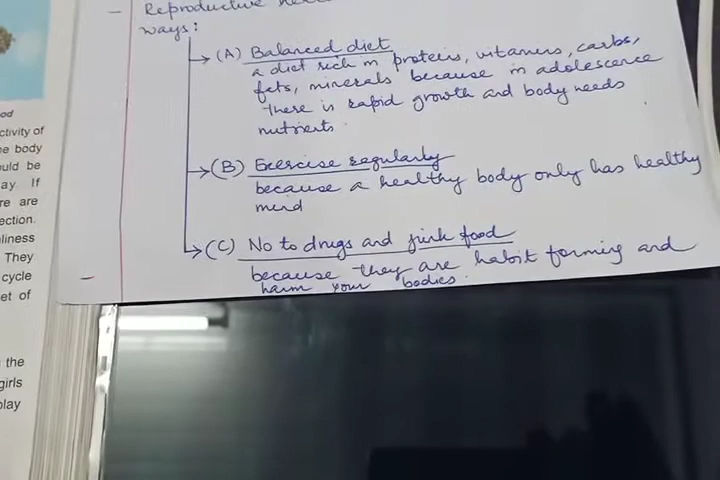 od
ctivity of
e body
uld be
ay. If
re are
ection.
liness
They
cycle
et of
the
girls
play
- Reproductive
ways:
(A) Balanced diet
a diet rich in proteins, vitamins, carbs,
fats, minerals because in adolescence
there is rapid growth and body needs
nutrients.
(B) Exercise regularly
because a healthy body only has healthy
mind
(C) No to drugs and junk food
because they are habit forming and
harm your bodies.
-